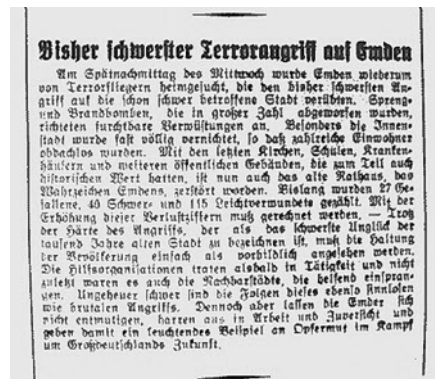 Bisher schwerster Terrorangriff auf Emden
Am Spätnachmittag des Mittwoch wurde Emden wiederum
von Terrorfliegern heimgesucht, die den bisher schwersten An-
griff auf die schon schwer betroffene Stadt verübten. Spreng-
und Brandbomben, die in großer Zahl abgeworfen wurden,
richteten furchtbare Verwüstungen an. Besonders die Innen-
stadt wurde fast völlig vernichtet, so daß zahlreiche Einwohner
obdachlos wurden. Mit den letzten Kirchen, Schulen, Kranken-
häusern und weiteren öffentlichen Gebäuden, die zum Teil auch
historischen Wert hatten, ist nun auch das alte Rathaus, das
Wahrzeichen Emdens, zerstört worden. Bislang wurden 27 Ge-
fallene, 40 Schwer- und 115 Leichtverwundete gezählt. Mit der
Erhöhung dieser Verlustziffern muß gerechnet werden. — Trotz
der Härte des Angriffs, der als das schwerste Unglück der
tausend Jahre alten Stadt zu bezeichnen ist, muß die Haltung
der Bevölkerung einfach als vorbildlich angesehen werden.
Die Hilfsorganisationen traten alsbald in Tätigkeit und nicht
zuletzt waren es auch die Nachbarstädte, die helfend einspran-
gen. Ungeheuer schwer sind die Folgen dieses ebenso sinnlosen
wie brutalen Angriffs. Dennoch aber lassen die Emder sich
nicht entmutigen, harren aus in Arbeit und Zuversicht und
geben damit ein leuchtendes Beispiel an Opfermut im Kampf
um Großdeutschlands Zukunft.